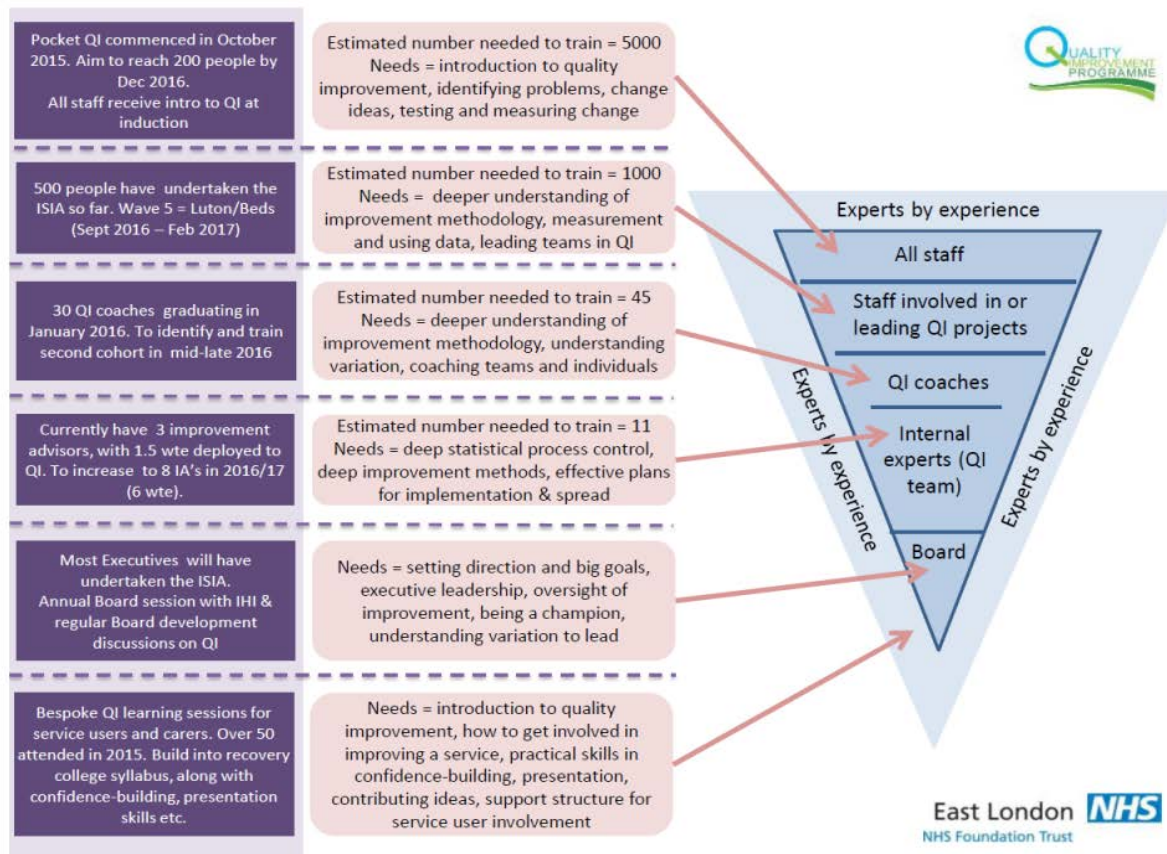 Pocket QI commenced in October
2015. Aim to reach 200 people by
Dec 2016.
All staff receive intro to QI at
induction
Estimated number needed to train = 5000
Needs = introduction to quality
improvement, identifying problems, change
ideas, testing and measuring change
QUALITY
IMPROVEMENT
PROGRAMME
500 people have undertaken the
ISIA so far. Wave 5 = Luton/Beds
(Sept 2016 – Feb 2017)
Estimated number needed to train = 1000
Needs = deeper understanding of
improvement methodology, measurement
and using data, leading teams in QI
30 QI coaches graduating in
January 2016. To identify and train
second cohort in mid-late 2016
Estimated number needed to train = 45
Needs = deeper understanding of
improvement methodology, understanding
variation, coaching teams and individuals
Currently have 3 improvement
advisors, with 1.5 wte deployed to
QI. To increase to 8 IA's in 2016/17
(6 wte).
Estimated number needed to train = 11
Needs = deep statistical process control,
deep improvement methods, effective plans
for implementation & spread
Most Executives will have
undertaken the ISIA.
Annual Board session with IHI &
regular Board development
discussions on QI
Needs = setting direction and big goals,
executive leadership, oversight of
improvement, being a champion,
understanding variation to lead
Bespoke QI learning sessions for
service users and carers. Over 50
attended in 2015. Build into recovery
college syllabus, along with
confidence-building, presentation
skills etc.
Needs = introduction to quality
improvement, how to get involved in
improving a service, practical skills in
confidence-building, presentation,
contributing ideas, support structure for
service user involvement
Experts by experience
All staff
Staff involved in or
leading QI projects
QI coaches
Internal
experts (QI
team)
Board
Experts by experience
Experts by experience
East London NHS
NHS Foundation Trust